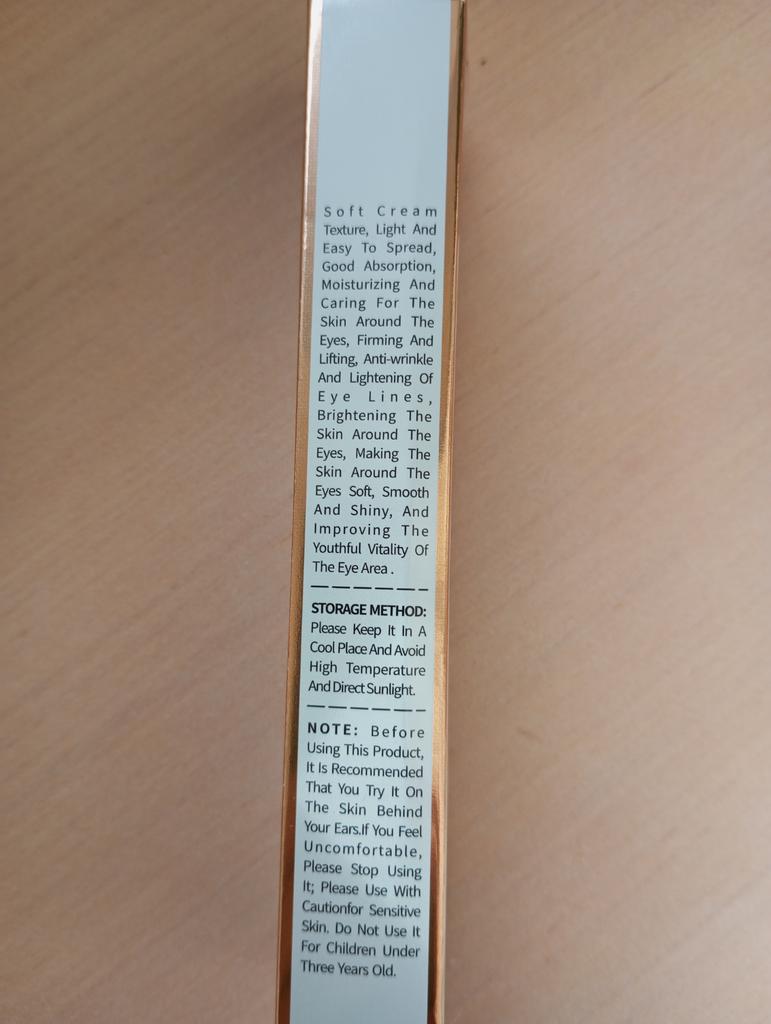 Soft Cream
Texture, Light And
Easy To Spread,
Good Absorption,
Moisturizing And
Caring For The
Skin Around The
Eyes, Firming And
Lifting, Anti-wrinkle
And Lightening Of
Eye Lines,
Brightening The
Skin Around The
Eyes, Making The
Skin Around The
Eyes Soft, Smooth
And Shiny, And
Improving The
Youthful Vitality Of
The Eye Area .
STORAGE METHOD:
Please Keep It In A
Cool Place And Avoid
High Temperature
And Direct Sunlight.
NOTE: Before
Using This Product,
It Is Recommended
That You Try It On
The Skin Behind
Your Ears.If You Feel
Uncomfortable,
Please Stop Using
It; Please Use With
Cautionfor Sensitive
Skin. Do Not Use It
For Children Under
Three Years Old.